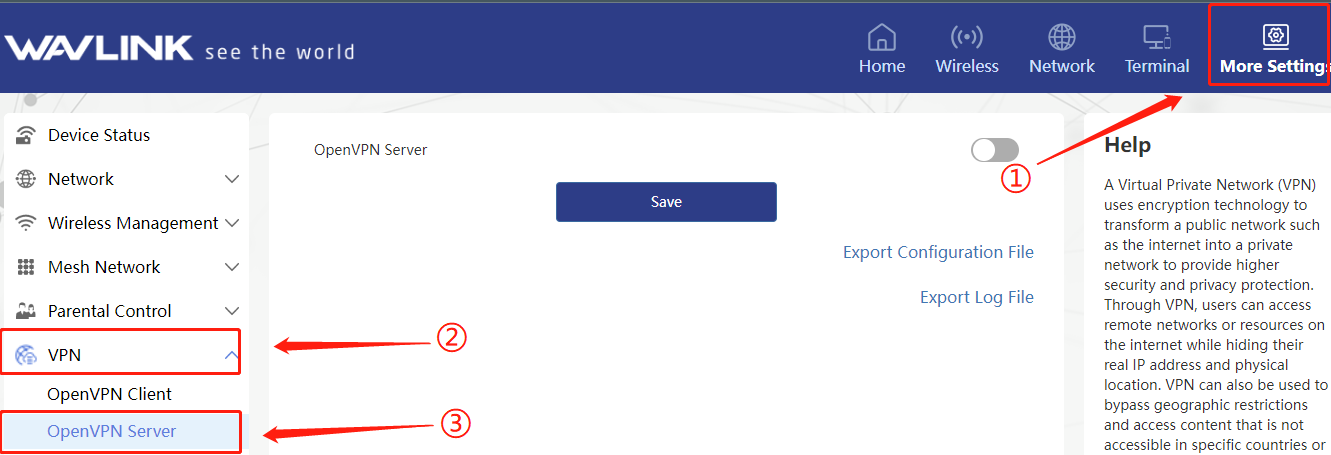 WAVLINK see the world
Home
Wireless
Network
Terminal
More Settings
Device Status
Network
Wireless Management
Mesh Network
Parental Control
VPN
OpenVPN Client
OpenVPN Server
OpenVPN Server
Save
Export Configuration File
Export Log File
①
②
③
Help
A Virtual Private Network (VPN)
uses encryption technology to
transform a public network such
as the internet into a private
network to provide higher
security and privacy protection.
Through VPN, users can access
remote networks or resources on
the internet while hiding their
real IP address and physical
location. VPN can also be used to
bypass geographic restrictions
and access content that is not
accessible in specific countries or